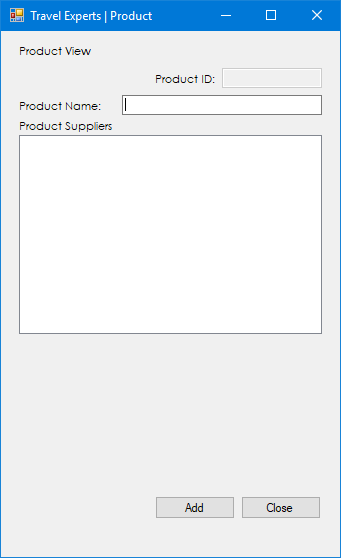 Travel Experts | Product
Product View
Product ID:
Product Name:
Product Suppliers
Add Close